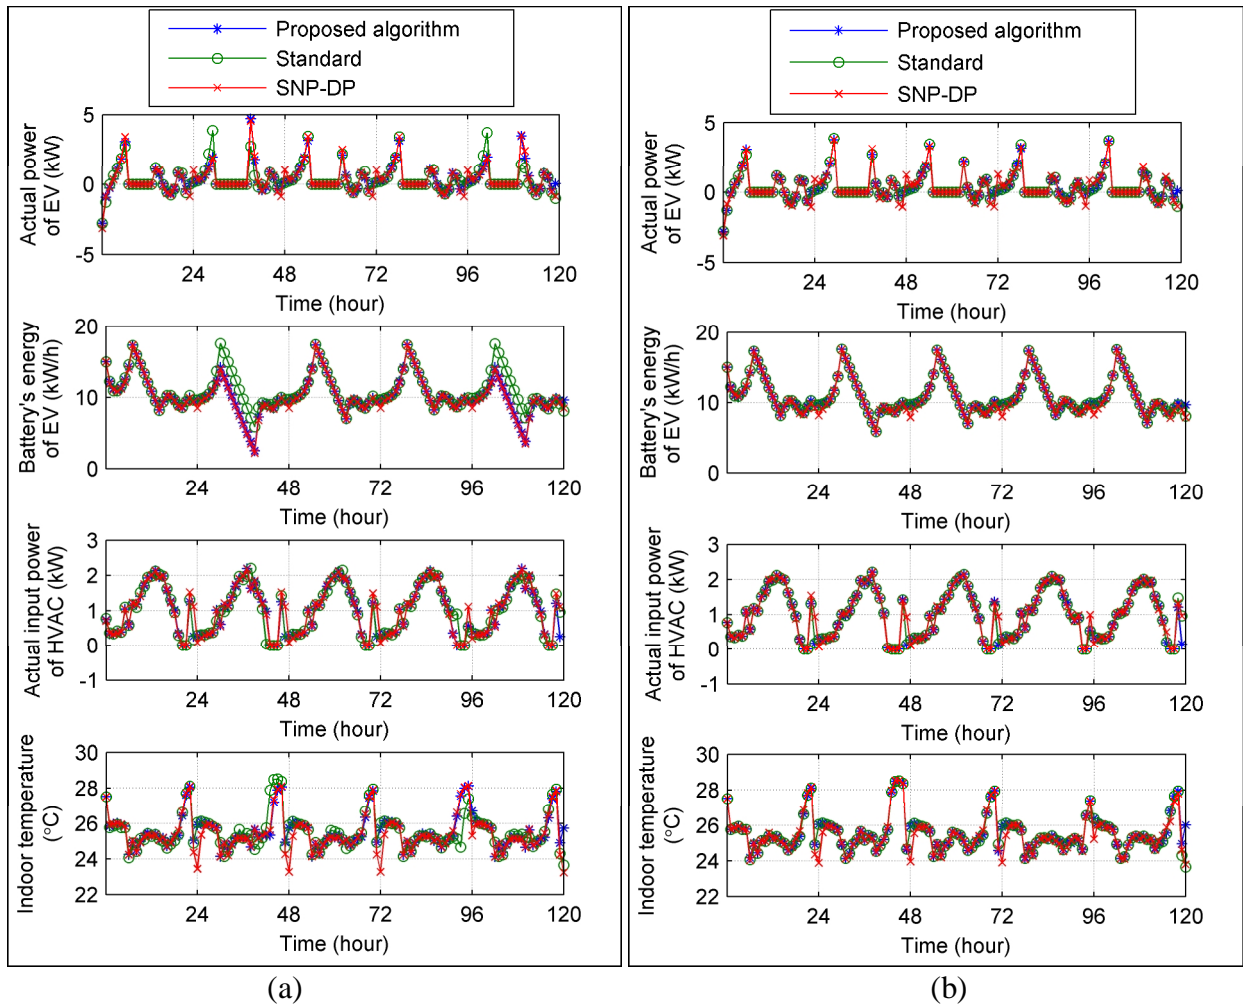 Proposed algorithm
Standard
SNP-DP
Actual power
of EV (kW)
5
0
-5
24 48 72 96 120
Time (hour)
Battery's energy
of EV (kW/h)
20
10
0
24 48 72 96 120
Time (hour)
Actual input power
of HVAC (kW)
3
2
1
0
-1
24 48 72 96 120
Time (hour)
Indoor temperature
(°C)
30
28
26
24
22
24 48 72 96 120
Time (hour)
(a)
Proposed algorithm
Standard
SNP-DP
Actual power
of EV (kW)
5
0
-5
24 48 72 96 120
Time (hour)
Battery's energy
of EV (kW/h)
20
10
0
24 48 72 96 120
Time (hour)
Actual input power
of HVAC (kW)
3
2
1
0
-1
24 48 72 96 120
Time (hour)
Indoor temperature
(°C)
30
28
26
24
22
24 48 72 96 120
Time (hour)
(b)